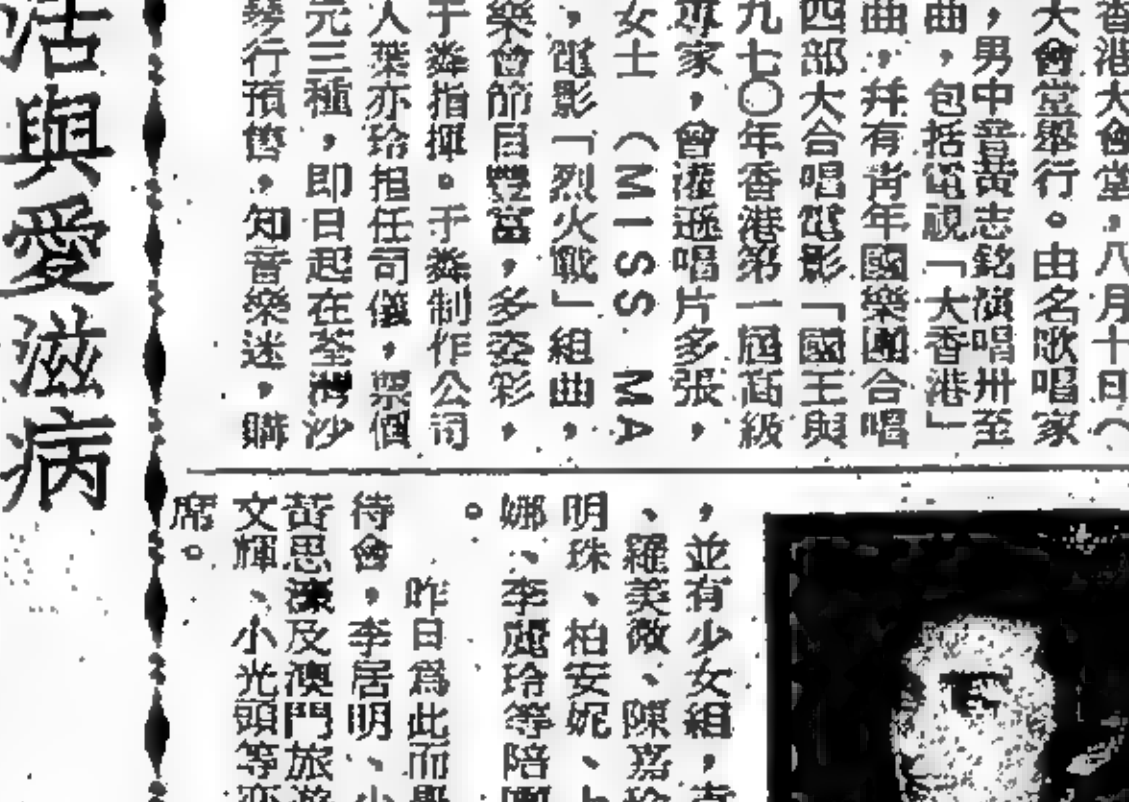 香港大會堂,八月十日(
大會堂舉行。由名歌唱家
,男中音黃志銘演唱卅至
曲,包括電視「大香港」
曲,并有青年國樂團合唱
四部大合唱電影「國王與
九七〇年香港第一屆高級
專家,曾灌錄唱片多張,
女士 (MISS MA
,電影「烈火戰」組曲,
樂會節目豐富,多姿彩,
于粦指揮。于粦制作公司
人葉亦玲担任司儀,票價
元三種,即日起在荃灣沙
琴行預售,知音樂迷,購
,並有少女組,
、羅美微、陳嘉玲
明珠、柏安妮、
娜、李麗玲等陪
。
昨日爲此而
待會,李居明、小
黃思濠及澳門旅遊
文輝、小光頭等
席。
活與愛滋病